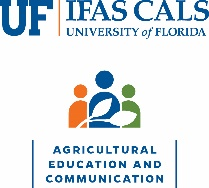 UF IFAS CALS
UNIVERSITY of FLORIDA
AGRICULTURAL
EDUCATION AND
COMMUNICATION